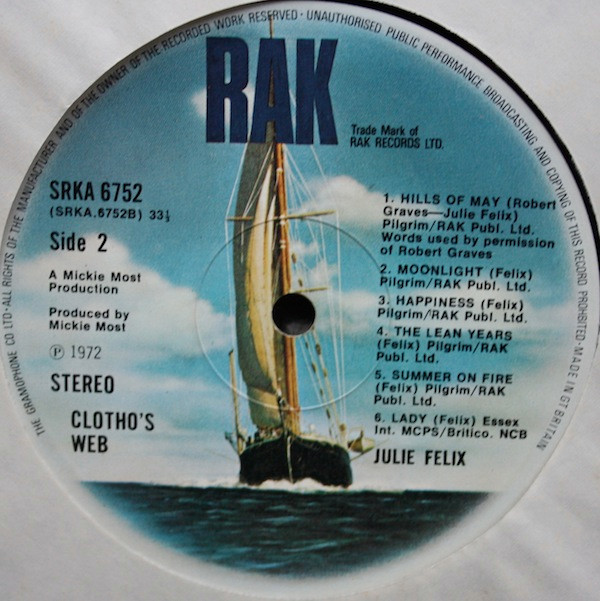 THE GRAMOPHONE CO LTD·ALL RIGHTS OF THE MANUFACTURER AND OF THE OWNER OF THE RECORDED WORK RESERVED·UNAUTHORISED PUBLIC PERFORMANCE BROADCASTING AND COPYING OF THIS RECORD PROHIBITED·MADE IN GT BRITAIN
RAK
Trade Mark of
RAK RECORDS LTD.
SRKA 6752
(SRKA.6752B) 33⅓
Side 2
A Mickie Most
Production
Produced by
Mickie Most
℗ 1972
STEREO
CLOTHO'S
WEB
1. HILLS OF MAY (Robert
Graves—Julie Felix)
Pilgrim/RAK Publ. Ltd.
Words used by permission
of Robert Graves
2. MOONLIGHT (Felix)
Pilgrim/RAK Publ. Ltd.
3. HAPPINESS (Felix)
Pilgrim/RAK Publ. Ltd.
4. THE LEAN YEARS
(Felix) Pilgrim/RAK
Publ. Ltd.
5. SUMMER ON FIRE
(Felix) Pilgrim/RAK
Publ. Ltd.
6. LADY (Felix) Essex
Int. MCPS/Britico. NCB
JULIE FELIX